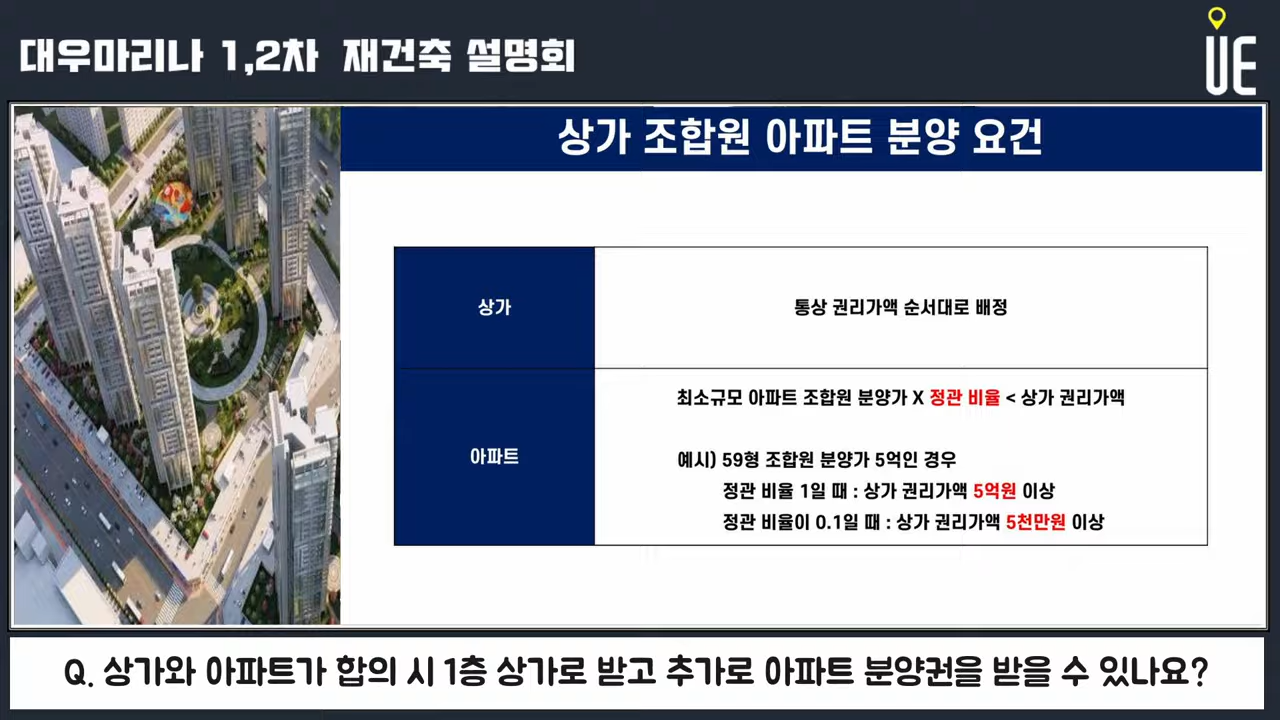 대우마리나 1,2차 재건축 설명회
UE
상가 조합원 아파트 분양 요건
상가
통상 권리가액 순서대로 배정
아파트
최소규모 아파트 조합원 분양가 X 정관 비율 < 상가 권리가액
예시) 59형 조합원 분양가 5억인 경우
정관 비율 1일 때 : 상가 권리가액 5억원 이상
정관 비율이 0.1일 때 : 상가 권리가액 5천만원 이상
Q. 상가와 아파트가 합의 시 1층 상가로 받고 추가로 아파트 분양권을 받을 수 있나요?